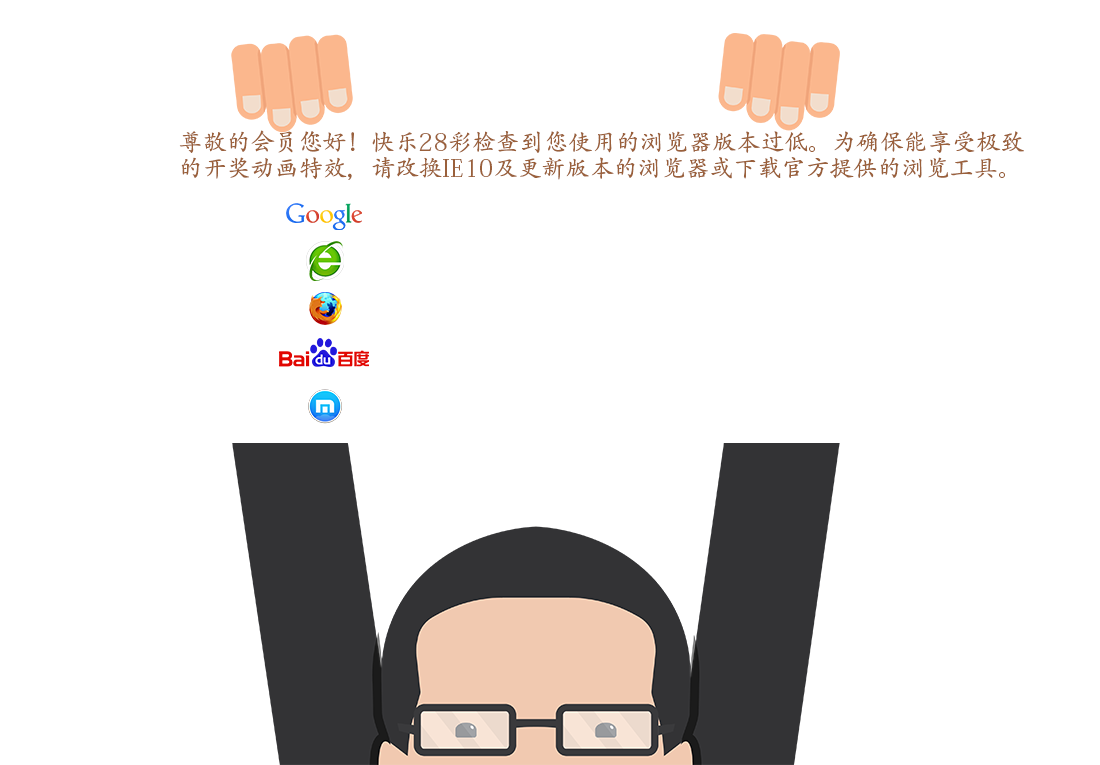 尊敬的会员您好！快乐28彩检查到您使用的浏览器版本过低。为确保能享受极致
的开奖动画特效，请改换IE10及更新版本的浏览器或下载官方提供的浏览工具。
Google
e
Bai du 百度
m